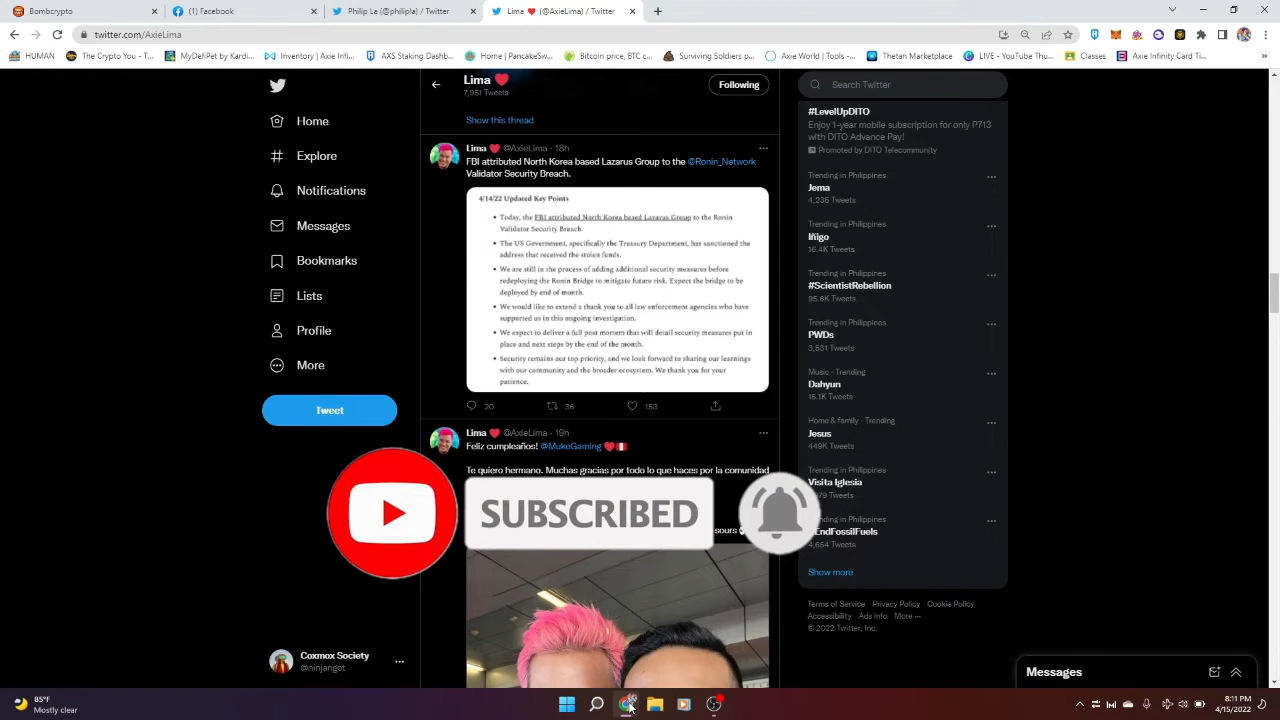 Bombcrypto
(3) Facebook
Philip La (@philipla) / Twitter
Lima (@AxieLima) / Twitter
twitter.com/AxieLima
HUMAN
MyDefiPet by Kardi...
Inventory | Axie Infi...
AXS Staking Dashbo...
Home | PancakeSw...
Bitcoin price, BTC c...
Surviving Soldiers p...
Axie World | Tools -...
Thetan Marketplace
LIVE - YouTube Thu...
Classes
Axie Infinity Card Ti...
Lima
7,951 Tweets
Following
Search Twitter
Home
Explore
Notifications
Messages
Bookmarks
Lists
Profile
More
Tweet
Show this thread
Lima @AxieLima · 18h
FBI attributed North Korea based Lazarus Group to the @Ronin_Network
Validator Security Breach.
4/14/22 Updated Key Points
Today, the FBI attributed North Korea based Lazarus Group to the Ronin
Validator Security Breach.
The US Government, specifically the Treasury Department, has sanctioned the
address that received the stolen funds.
We are still in the process of adding additional security measures before
redeploying the Ronin Bridge to mitigate future risk. Expect the bridge to be
deployed by end of month.
We would like to extend a thank you to all law enforcement agencies who have
supported us in this ongoing investigation.
We expect to deliver a full post mortem that will detail security measures put in
place and next steps by the end of the month.
Security remains our top priority, and we look forward to sharing our learnings
with our community and the broader ecosystem. We thank you for your
patience.
20 36 153
Lima @AxieLima · 19h
Feliz cumpleaños! @MukeGaming
Te quiero hermano. Muchas gracias por todo lo que haces por la comunidad
SUBSCRIBED
sours
#LevelUpDITO
Enjoy 1-year mobile subscription for only P713
with DITO Advance Pay!
Promoted by DITO Telecommunity
Trending in Philippines
Jema
4,235 Tweets
Trending in Philippines
Iñigo
16.4K Tweets
Trending in Philippines
#ScientistRebellion
95.6K Tweets
Trending in Philippines
PWDs
3,531 Tweets
Music · Trending
Dahyun
15.1K Tweets
Home & family · Trending
Jesus
449K Tweets
Trending in Philippines
Visita Iglesia
Tweets
nding in Philippines
EndFossilFuels
4,654 Tweets
Show more
Terms of Service Privacy Policy Cookie Policy
Accessibility Ads info More ···
© 2022 Twitter, Inc.
Coxmox Society
@ninjangot
Messages
85°F
Mostly clear
8:11 PM
4/15/2022